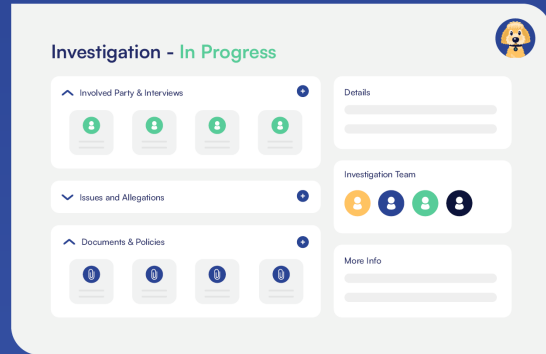 Investigation - In Progress
Involved Party & Interviews
Issues and Allegations
Documents & Policies
Details
Investigation Team
More Info